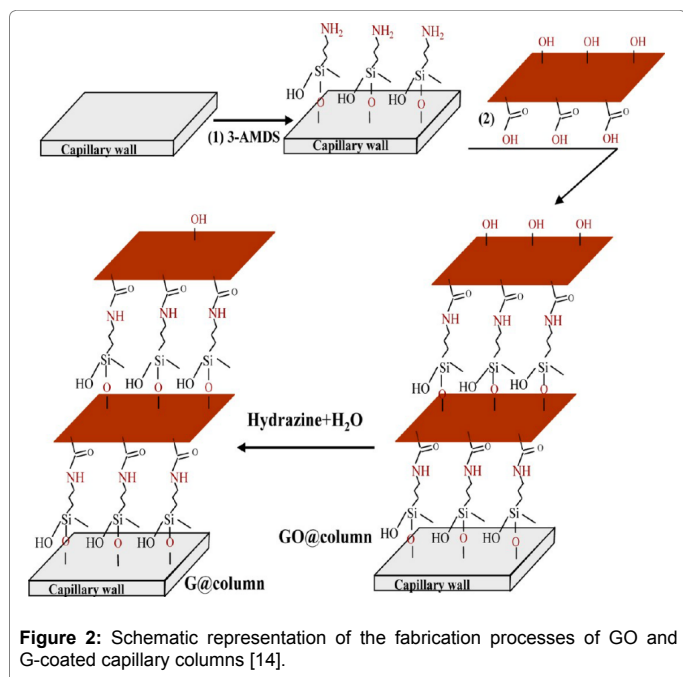 NH₂ NH₂ NH₂
Si Si Si
HO HO HO
O O O
Capillary wall
(1) 3-AMDS
Capillary wall
OH OH OH
(2)
O O O
OH OH OH
OH
O O O
NH NH NH
Si Si Si
HO HO HO
O O O
O O O
NH NH NH
Si Si Si
HO HO HO
O O O
Capillary wall
G@column
Hydrazine+H₂O
OH OH OH
O O O
NH NH NH
Si Si Si
HO HO HO
O O O
O O O
NH NH NH
Si Si Si
HO HO HO
O O O
GO@column
Capillary wall
Figure 2: Schematic representation of the fabrication processes of GO and
G-coated capillary columns [14].